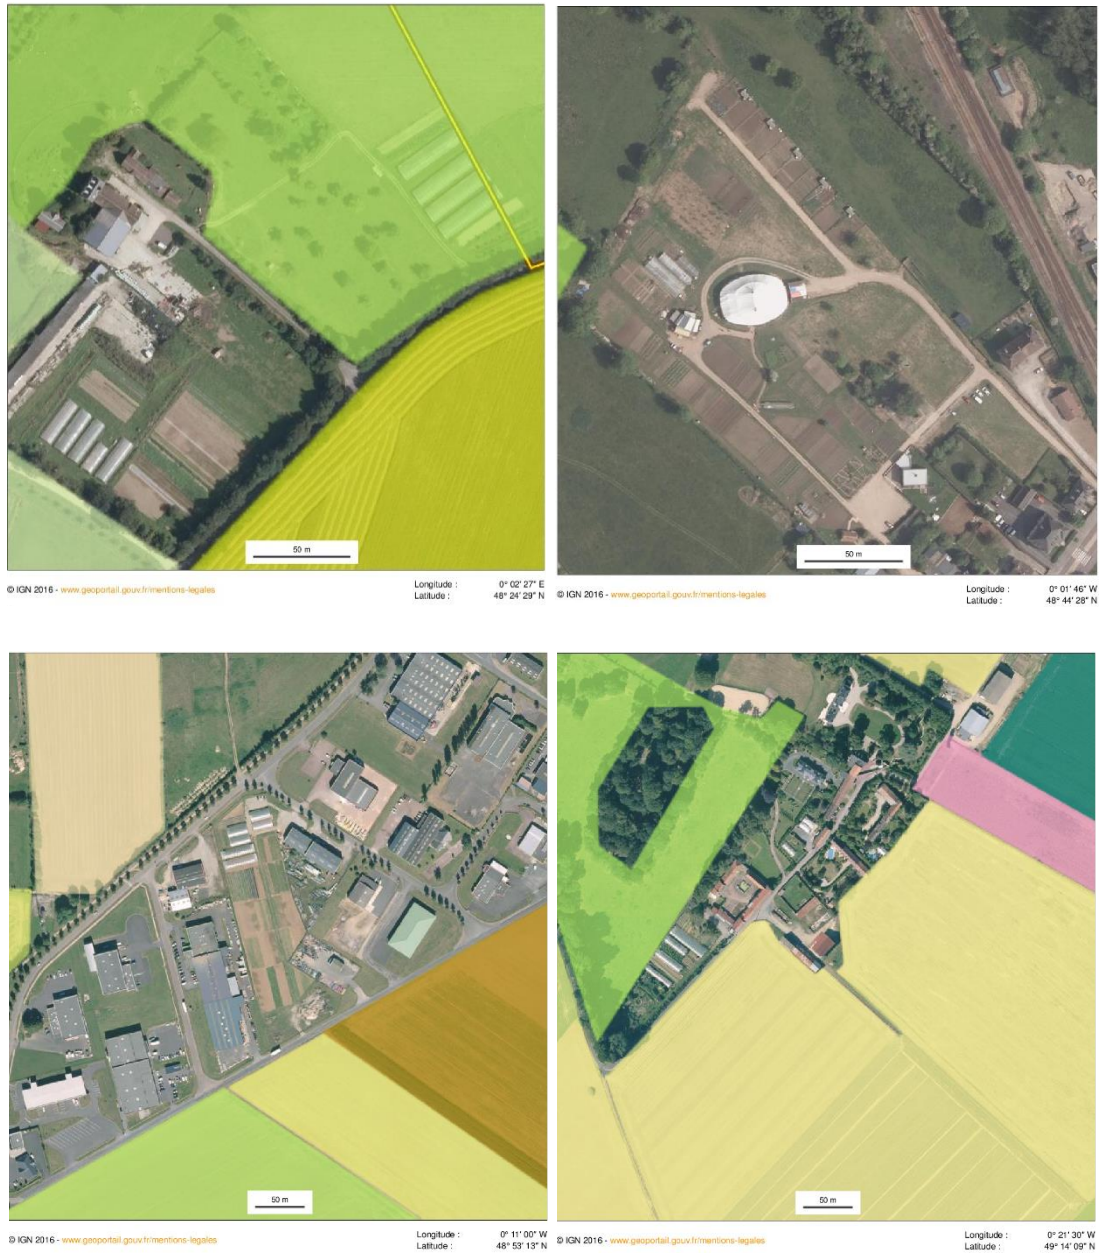 50 m
50 m
© IGN 2016 - www.geoportail.gouv.fr/mentions-legales
Longitude : 0° 02' 27" E
Latitude : 48° 24' 29" N
© IGN 2016 - www.geoportail.gouv.fr/mentions-legales
Longitude : 0° 01' 46" W
Latitude : 48° 44' 28" N
50 m
50 m
© IGN 2016 - www.geoportail.gouv.fr/mentions-legales
Longitude : 0° 11' 00" W
Latitude : 48° 53' 13" N
© IGN 2016 - www.geoportail.gouv.fr/mentions-legales
Longitude : 0° 21' 30" W
Latitude : 49° 14' 09" N